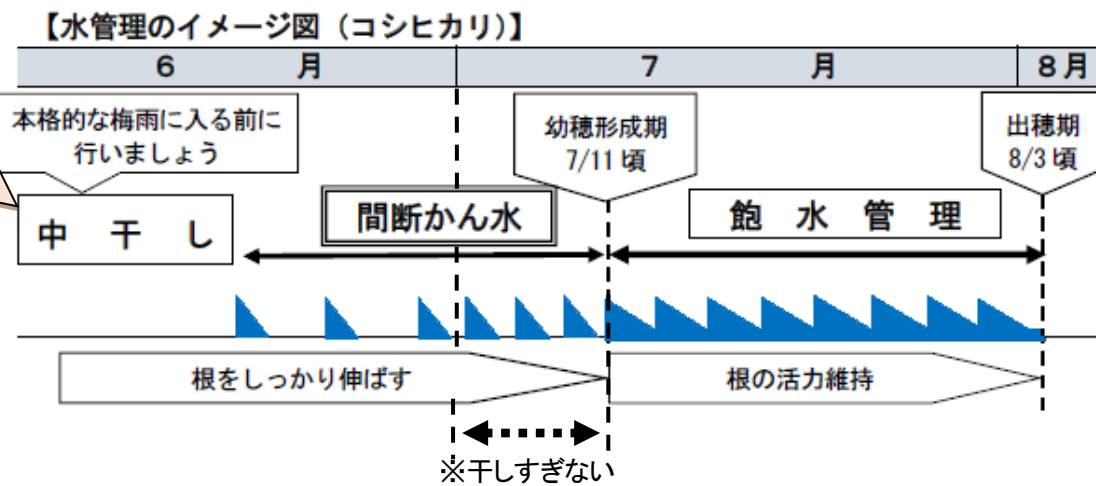 【水管理のイメージ図（コシヒカリ）】
6 月 7 月 8月
本格的な梅雨に入る前に
行いましょう
幼穂形成期
7/11 頃
出穂期
8/3 頃
中 干 し
間断かん水
飽 水 管 理
根をしっかり伸ばす
根の活力維持
※干しすぎない